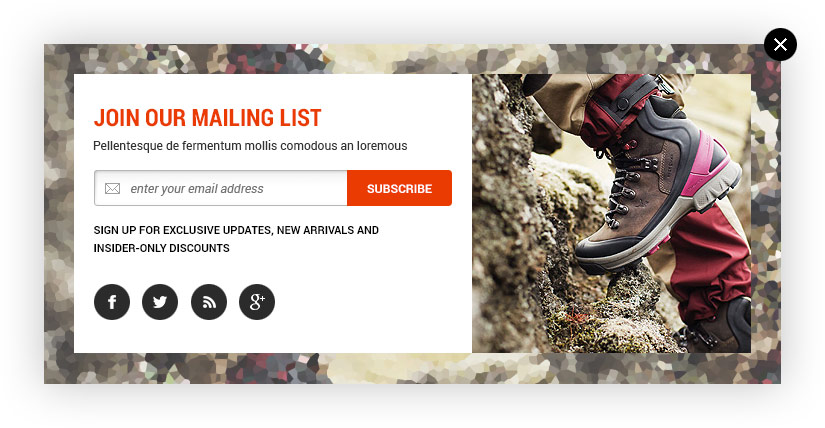 JOIN OUR MAILING LIST
Pellentesque de fermentum mollis comodous an loremous
enter your email address
SUBSCRIBE
SIGN UP FOR EXCLUSIVE UPDATES, NEW ARRIVALS AND
INSIDER-ONLY DISCOUNTS
f
g+